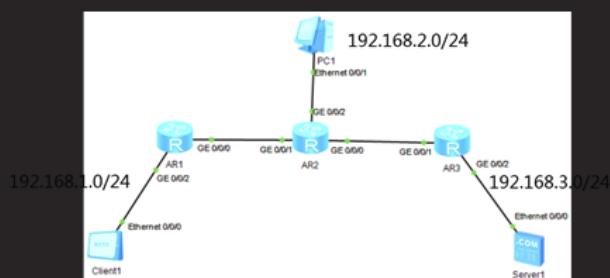 192.168.2.0/24
PC1
Ethernet 0/0/1
GE 0/0/2
R
R
R
GE 0/0/0
GE 0/0/1
GE 0/0/0
GE 0/0/1
AR1
AR2
AR3
GE 0/0/2
GE 0/0/2
192.168.1.0/24
192.168.3.0/24
Ethernet 0/0/0
Ethernet 0/0/0
.COM
Client1
Server1